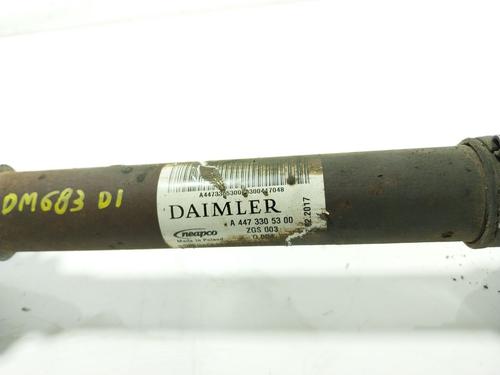 DM683 D1
DAIMLER
A 447 330 53 00
neapco
ZGS 003
Made in Poland
.2017